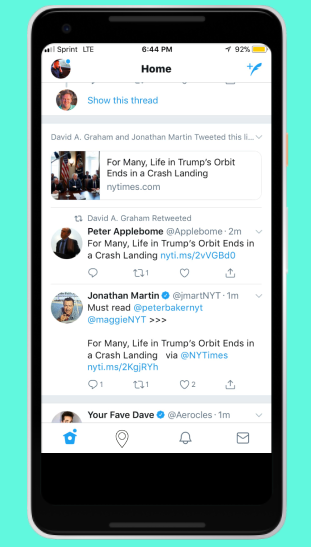 Sprint LTE 6:44 PM 92%
Home
Show this thread
David A. Graham and Jonathan Martin Tweeted this li...
For Many, Life in Trump's Orbit
Ends in a Crash Landing
nytimes.com
David A. Graham Retweeted
Peter Applebome @Applebome · 2m
For Many, Life in Trump's Orbit Ends in
a Crash Landing nyti.ms/2vVGBd0
1
Jonathan Martin @jmartNYT · 1m
Must read @peterbakernyt
@maggieNYT >>>
For Many, Life in Trump's Orbit Ends in
a Crash Landing via @NYTimes
nyti.ms/2KgjRYh
1 1 2
Your Fave Dave @Aerocles · 1m